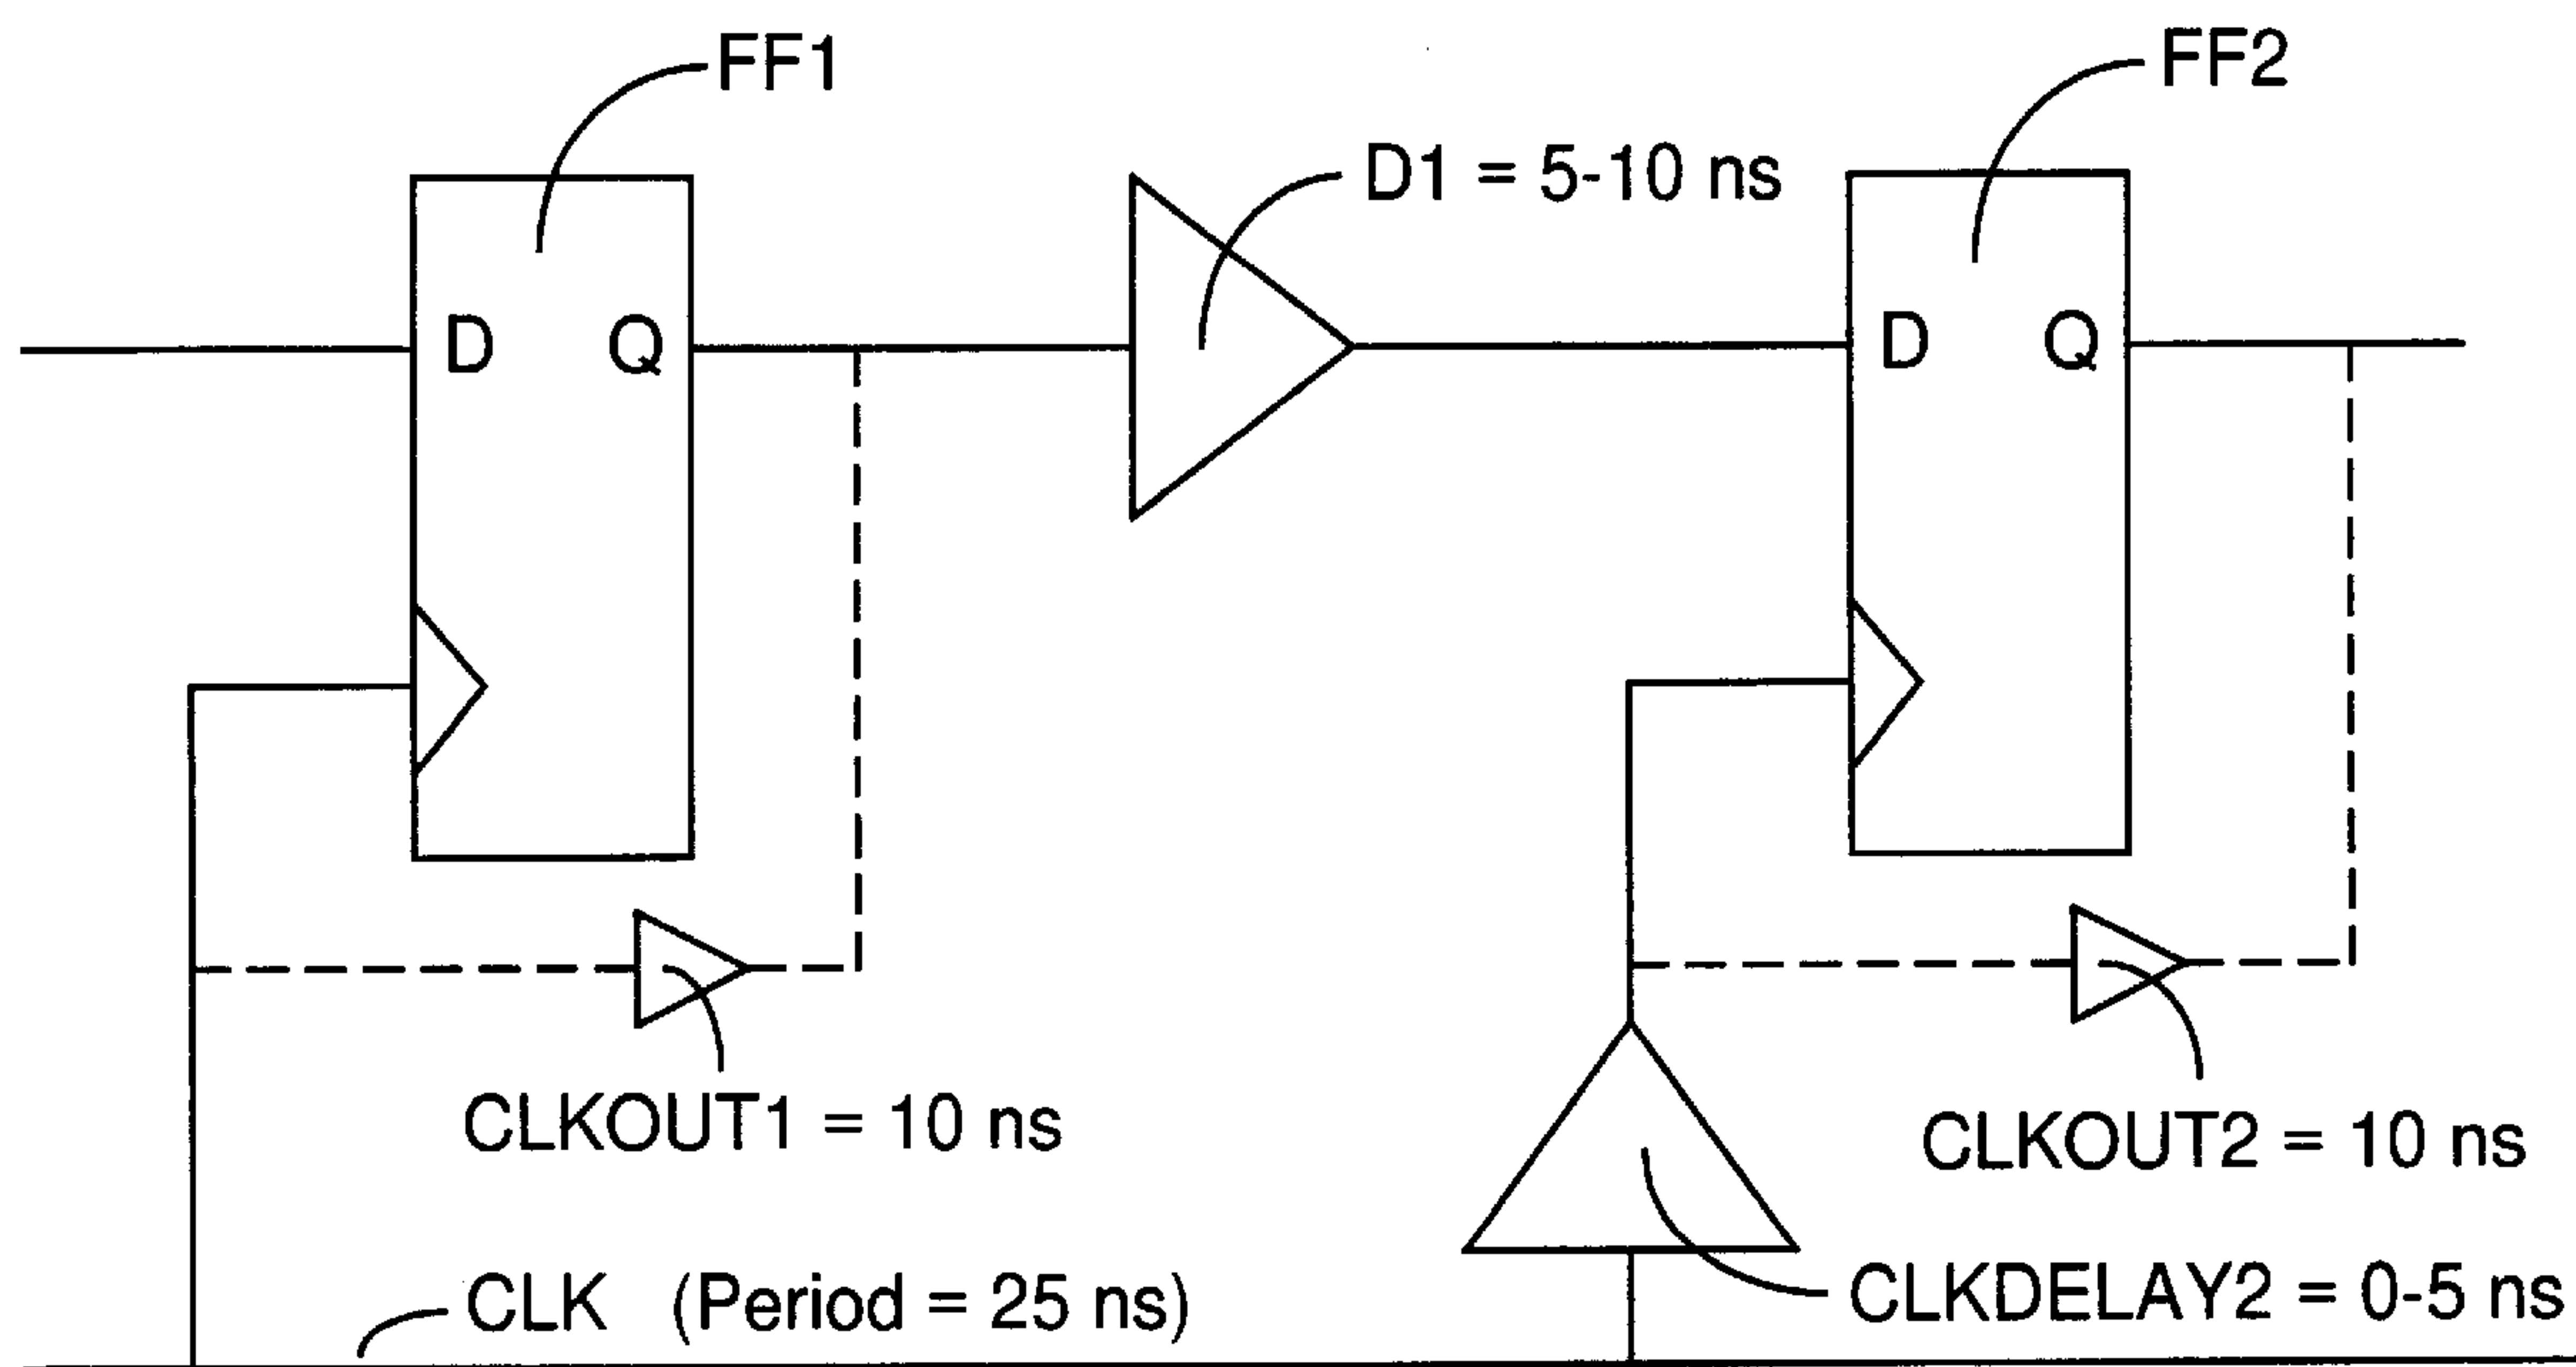 FF1
FF2
D1 = 5-10 ns
D Q
D Q
CLKOUT1 = 10 ns
CLKOUT2 = 10 ns
CLK (Period = 25 ns)
CLKDELAY2 = 0-5 ns